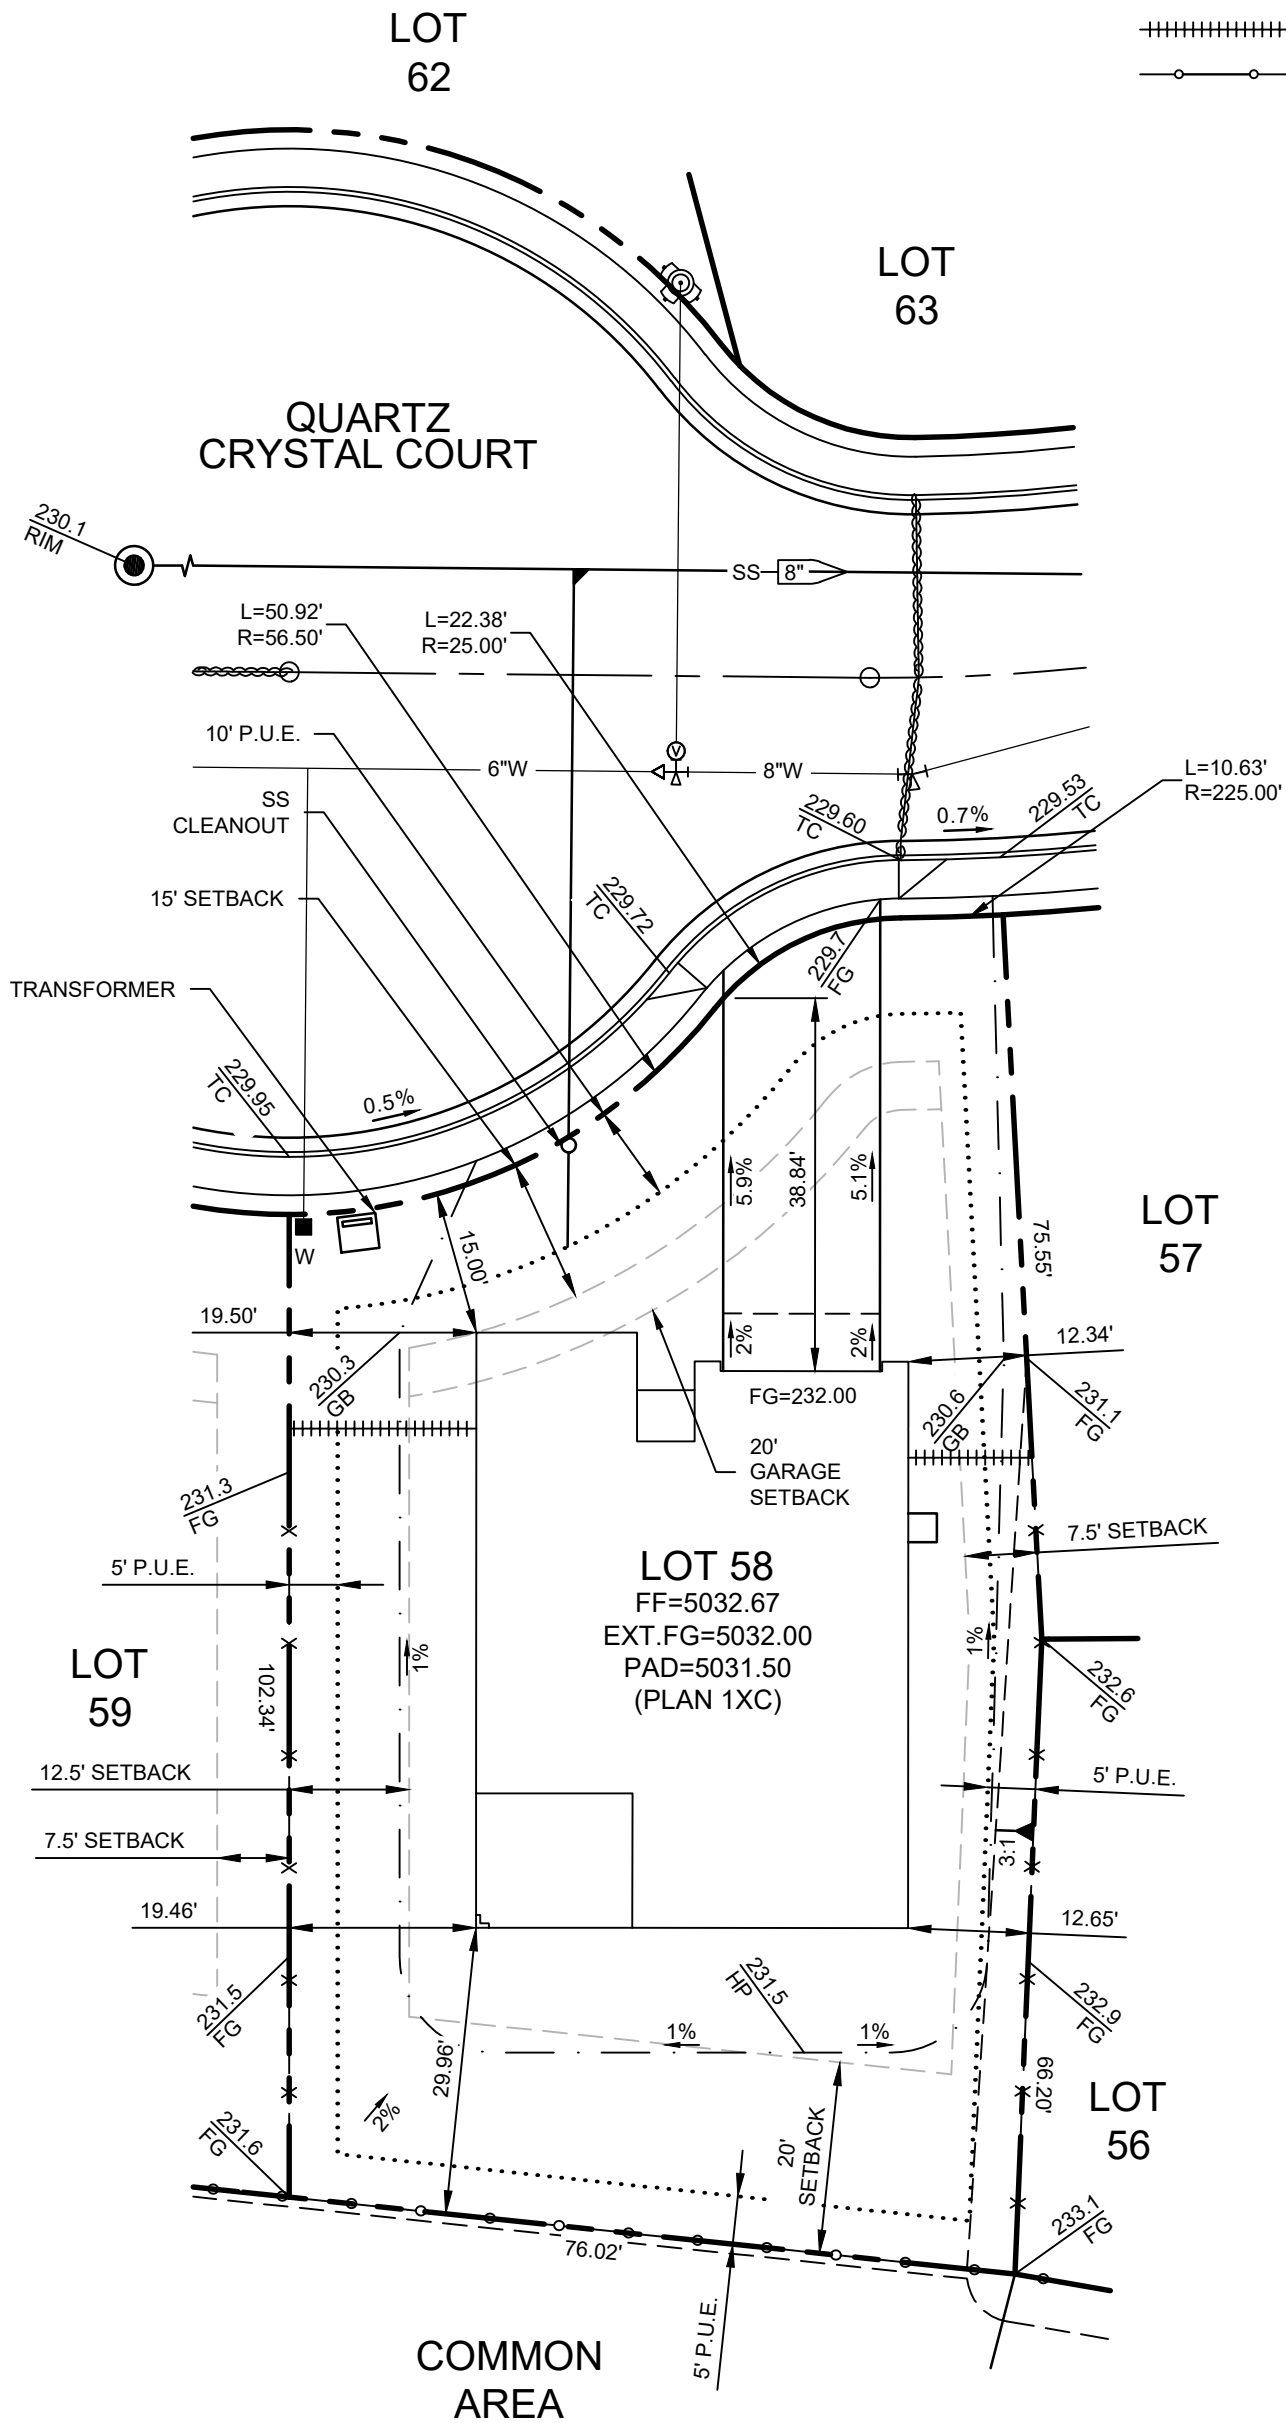 LOT
62
LOT
63
QUARTZ
CRYSTAL COURT
230.1
RIM
SS
8"
L=50.92'
R=56.50'
L=22.38'
R=25.00'
10' P.U.E.
6"W
8"W
V
L=10.63'
R=225.00'
SS
CLEANOUT
229.60
TC
0.7%
229.53
TC
15' SETBACK
229.72
TC
229.7
FG
TRANSFORMER
229.95
TC
0.5%
5.9%
38.84'
5.1%
LOT
57
75.55'
W
15.00'
19.50'
2%
2%
12.34'
230.3
GB
FG=232.00
230.6
GB
231.1
FG
20'
GARAGE
SETBACK
231.3
FG
7.5' SETBACK
5' P.U.E.
LOT 58
FF=5032.67
EXT.FG=5032.00
PAD=5031.50
(PLAN 1XC)
1%
1%
LOT
59
102.34'
232.6
FG
12.5' SETBACK
5' P.U.E.
7.5' SETBACK
3:1
19.46'
12.65'
231.5
FG
231.5
HP
232.9
FG
1%
1%
29.96'
66.20'
LOT
56
2%
20'
SETBACK
231.6
FG
233.1
FG
76.02'
5' P.U.E.
COMMON
AREA